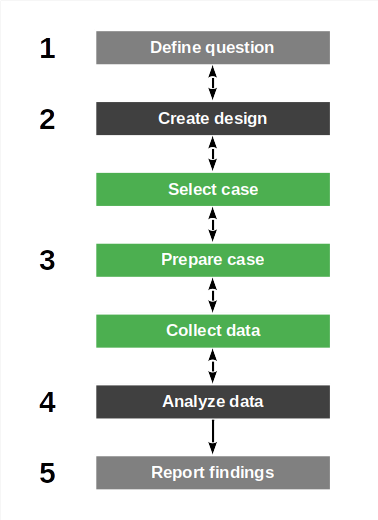 1 Define question
2 Create design
Select case
3 Prepare case
Collect data
4 Analyze data
5 Report findings